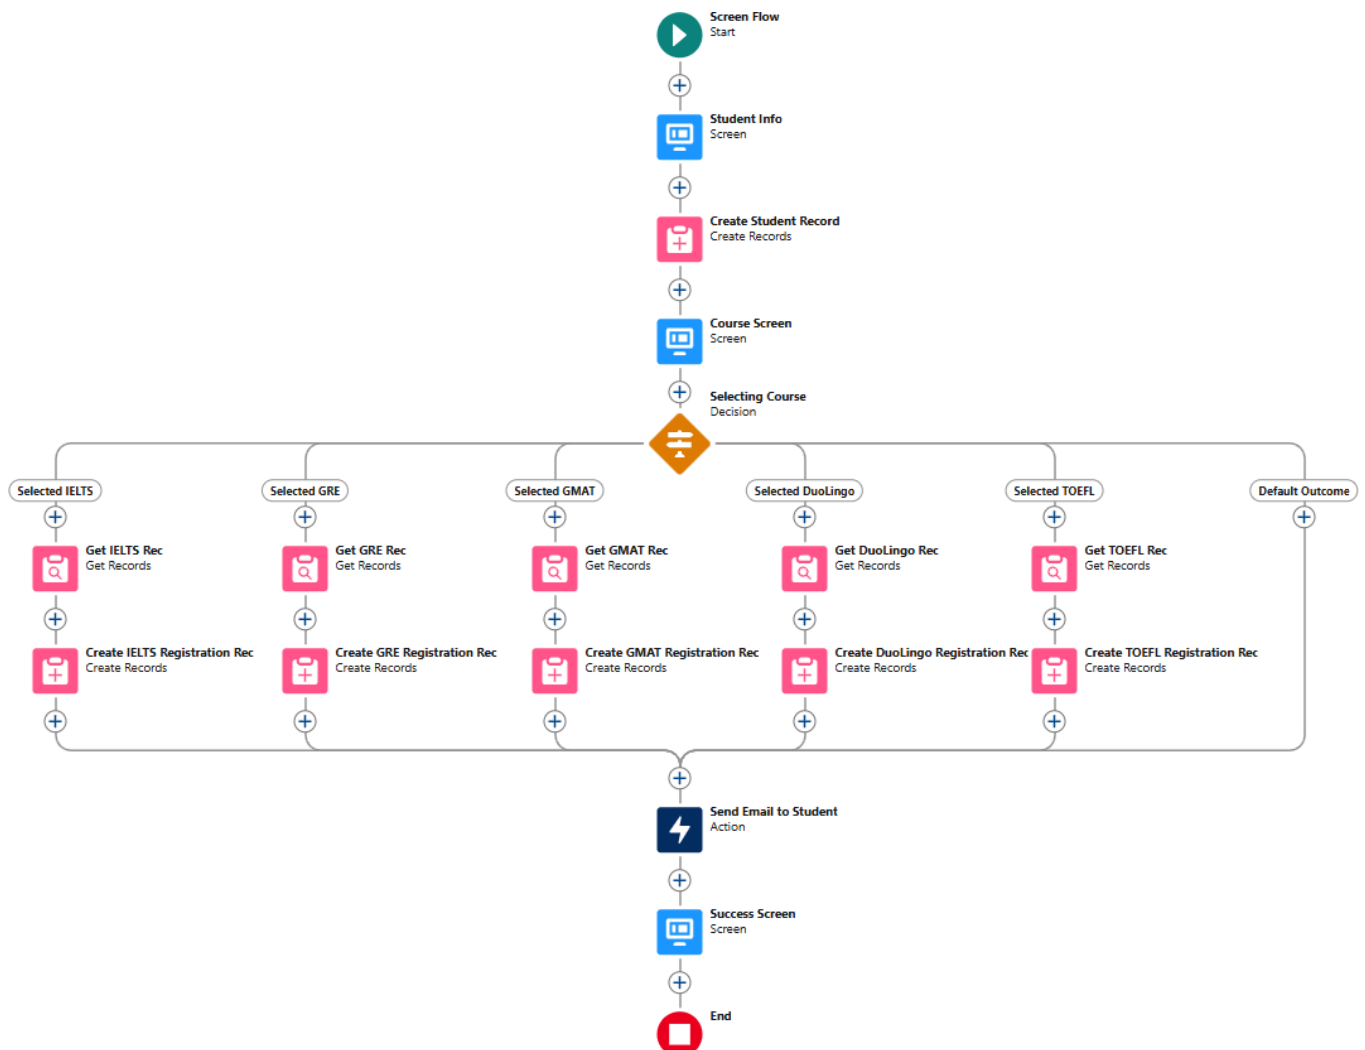 Screen Flow
Start
Student Info
Screen
Create Student Record
Create Records
Course Screen
Screen
Selecting Course
Decision
Selected IELTS
Selected GRE
Selected GMAT
Selected DuoLingo
Selected TOEFL
Default Outcome
Get IELTS Rec
Get Records
Get GRE Rec
Get Records
Get GMAT Rec
Get Records
Get DuoLingo Rec
Get Records
Get TOEFL Rec
Get Records
Create IELTS Registration Rec
Create Records
Create GRE Registration Rec
Create Records
Create GMAT Registration Rec
Create Records
Create DuoLingo Registration Rec
Create Records
Create TOEFL Registration Rec
Create Records
Send Email to Student
Action
Success Screen
Screen
End